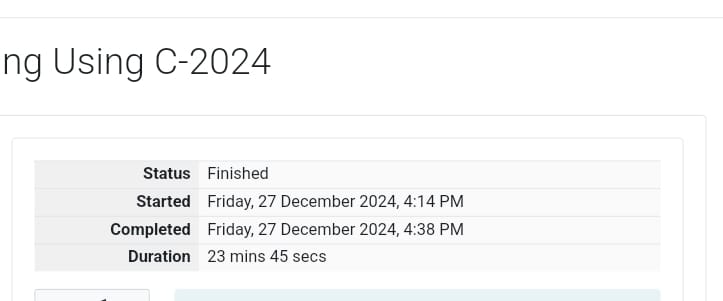 ng Using C-2024
Status Finished
Started Friday, 27 December 2024, 4:14 PM
Completed Friday, 27 December 2024, 4:38 PM
Duration 23 mins 45 secs